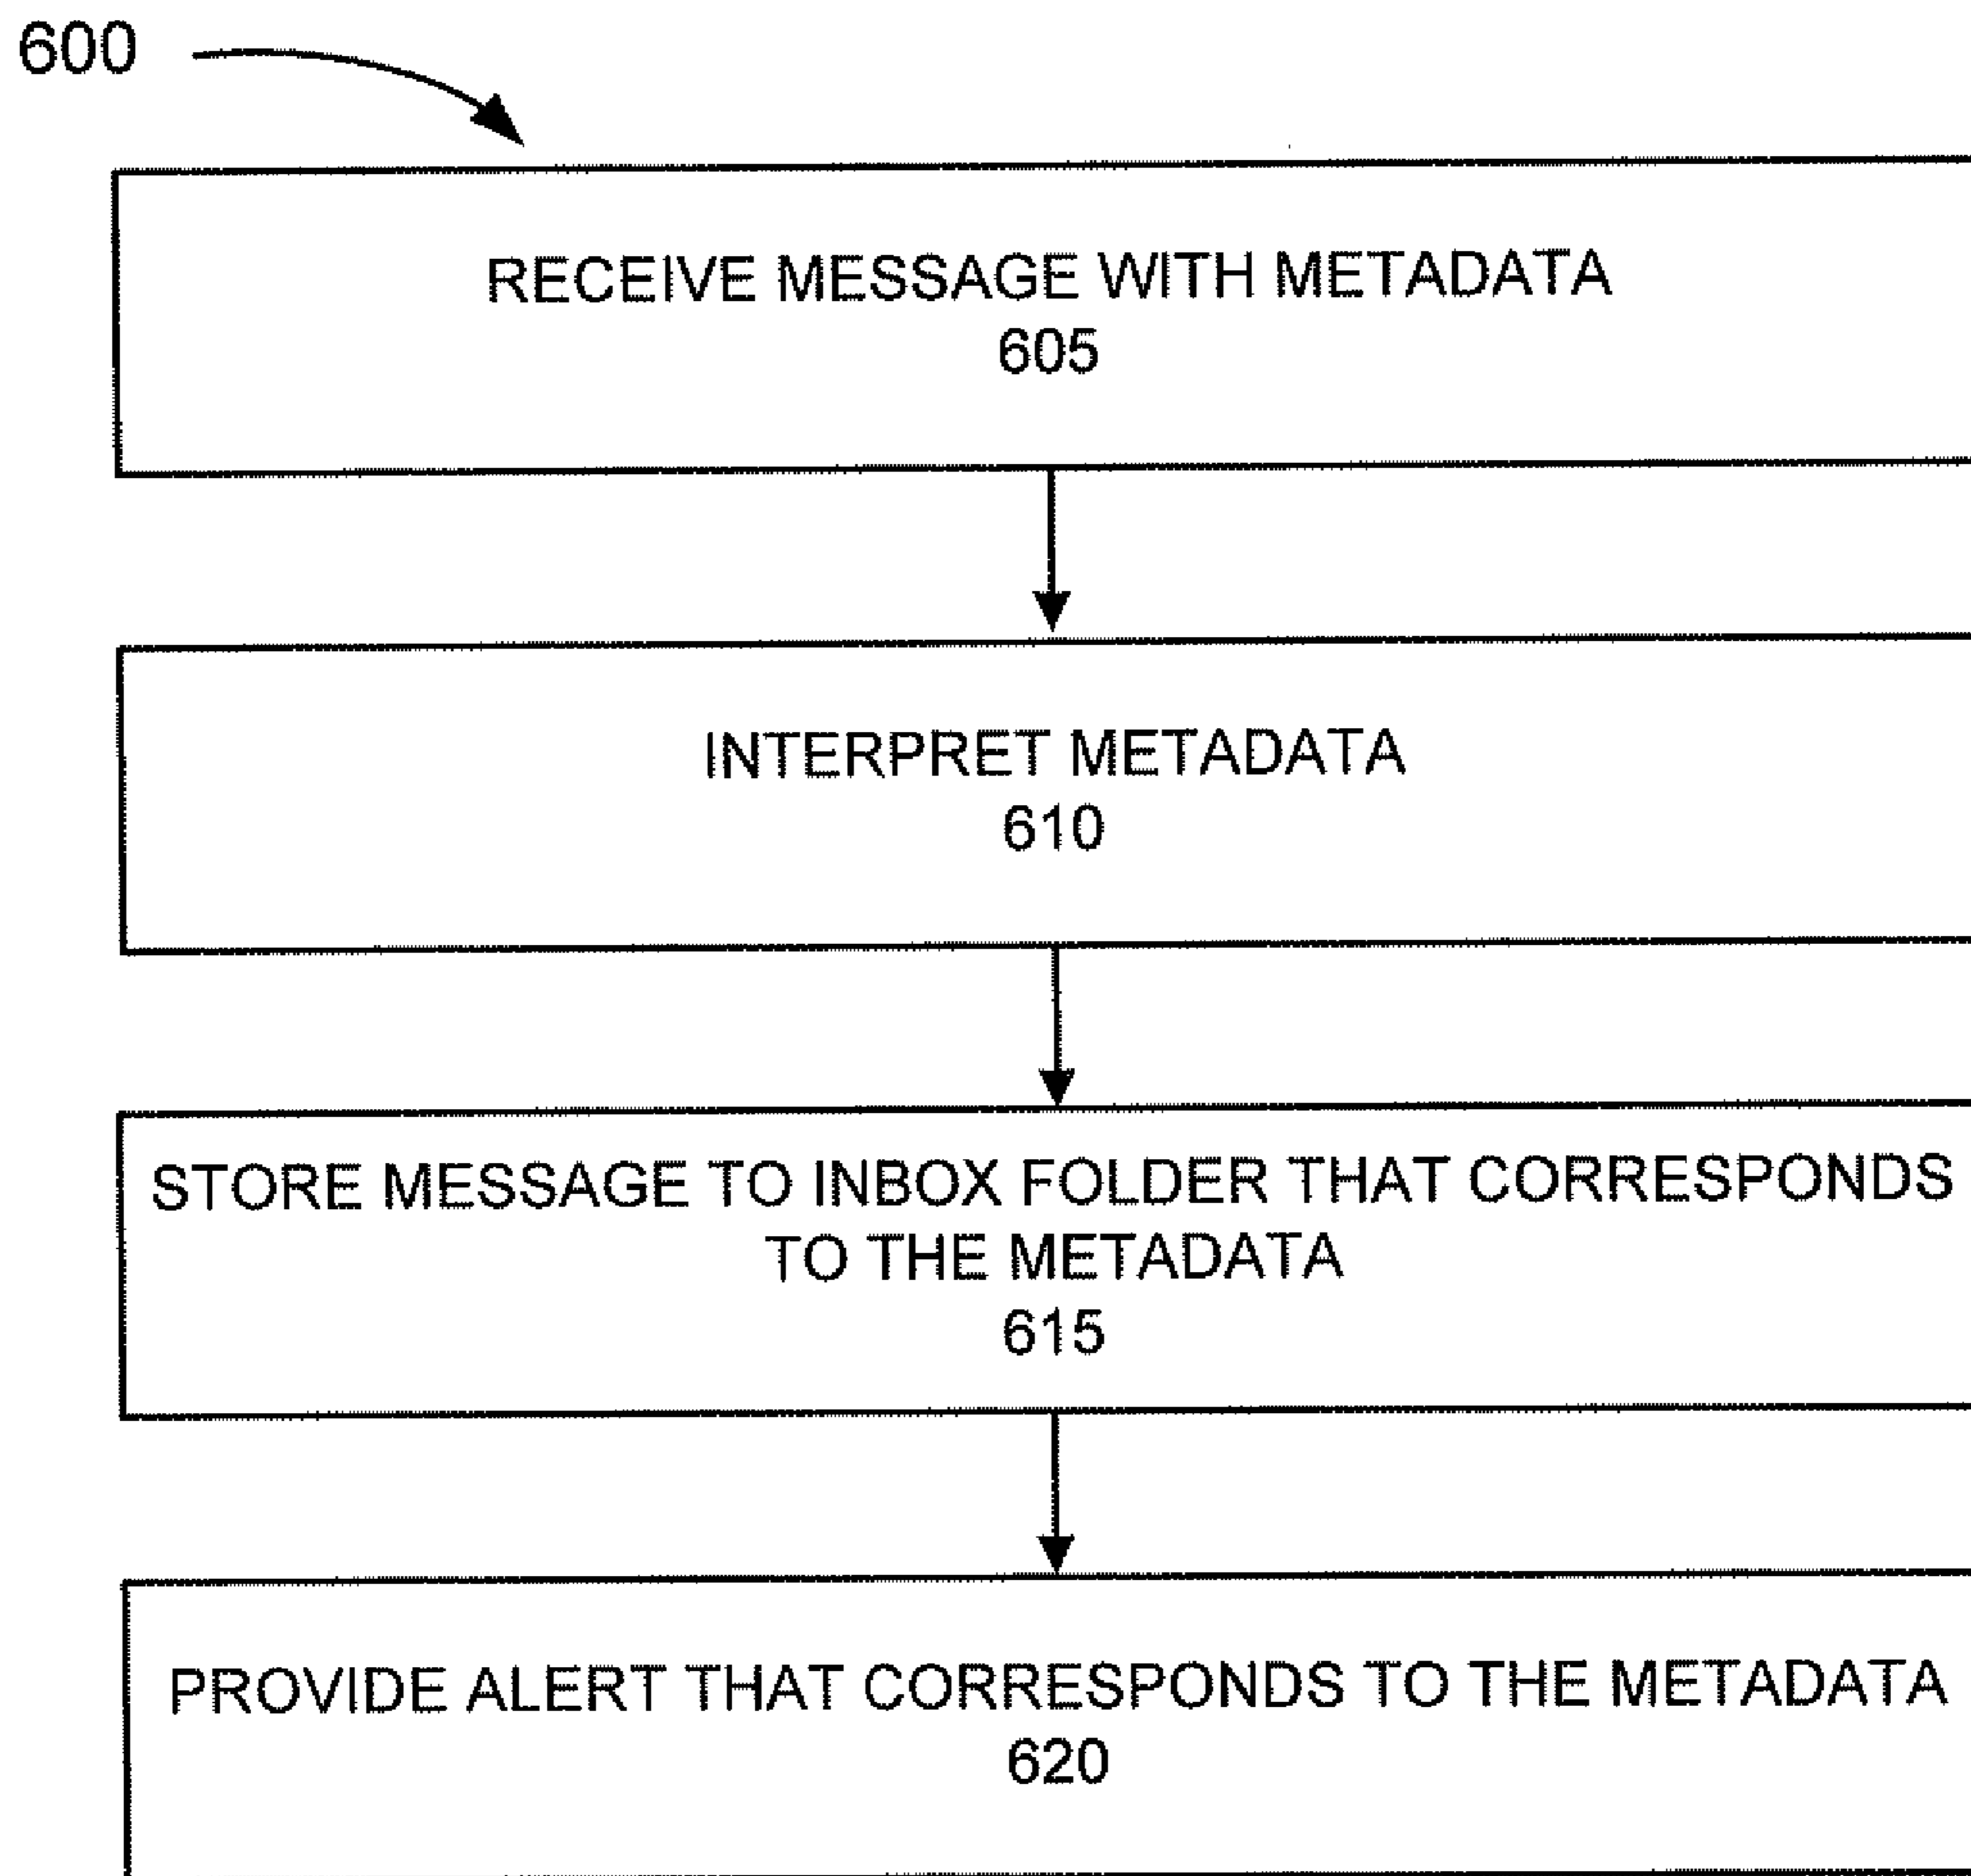 600
RECEIVE MESSAGE WITH METADATA
605
INTERPRET METADATA
610
STORE MESSAGE TO INBOX FOLDER THAT CORRESPONDS
TO THE METADATA
615
PROVIDE ALERT THAT CORRESPONDS TO THE METADATA
620